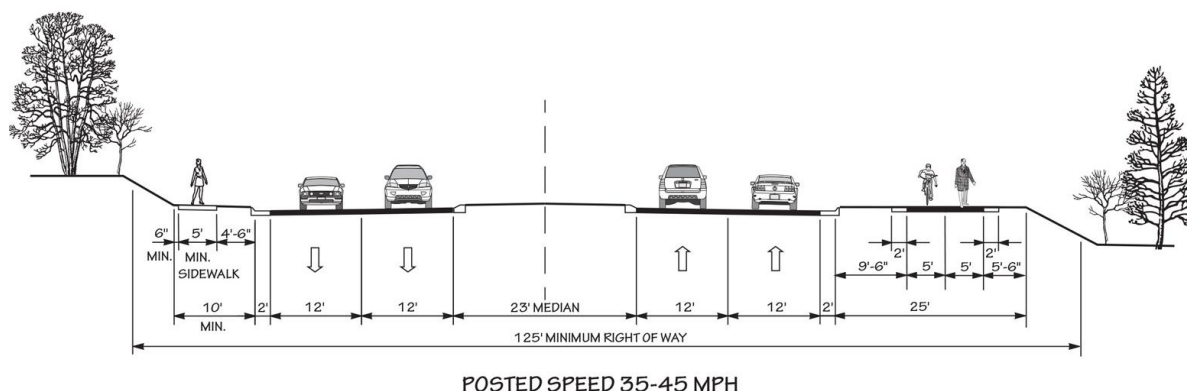 6" 5' 4'-6"
MIN. MIN.
SIDEWALK
2' 2'
9'-6" 5' 5' 5'-6"
10' 2' 12' 12' 23' MEDIAN 12' 12' 2' 25'
MIN.
125' MINIMUM RIGHT OF WAY
POSTED SPEED 35-45 MPH